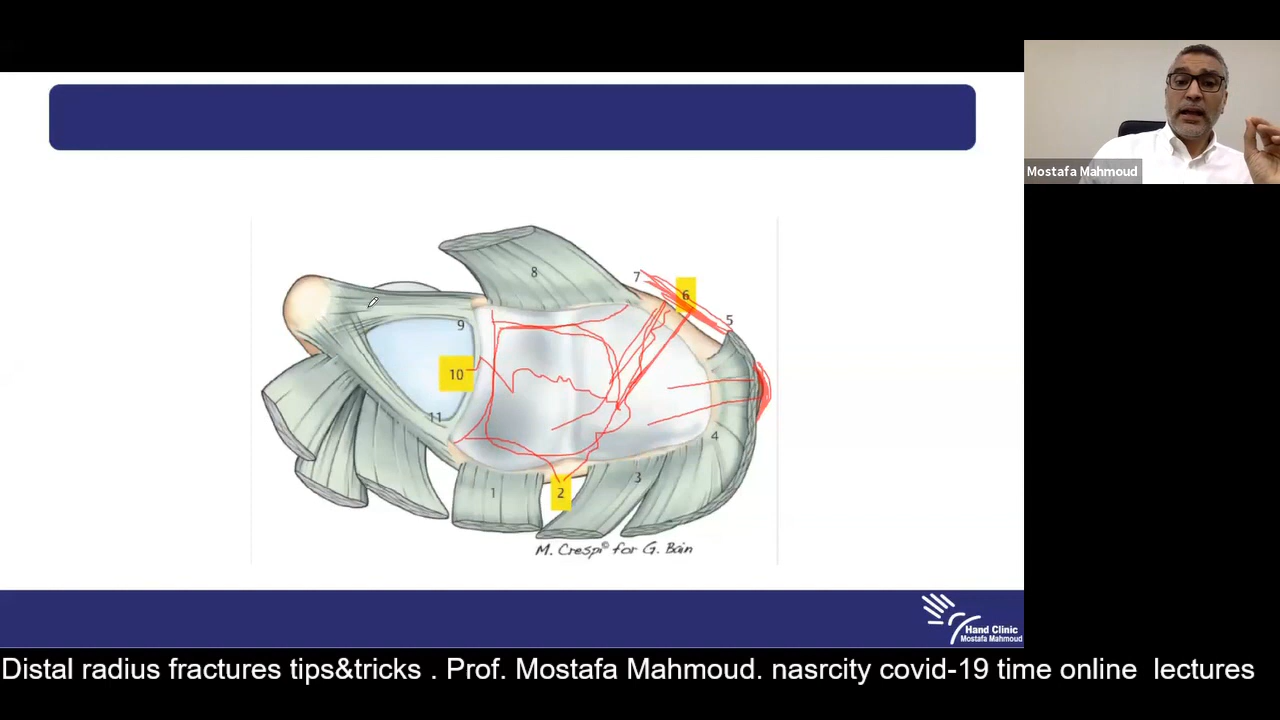 Mostafa Mahmoud
8
7
6
5
9
10
11
4
3
1
2
M. Crespi© for G. Bain
Hand Clinic
Mostafa Mahmoud
Distal radius fractures tips&tricks . Prof. Mostafa Mahmoud. nasrcity covid-19 time online lectures